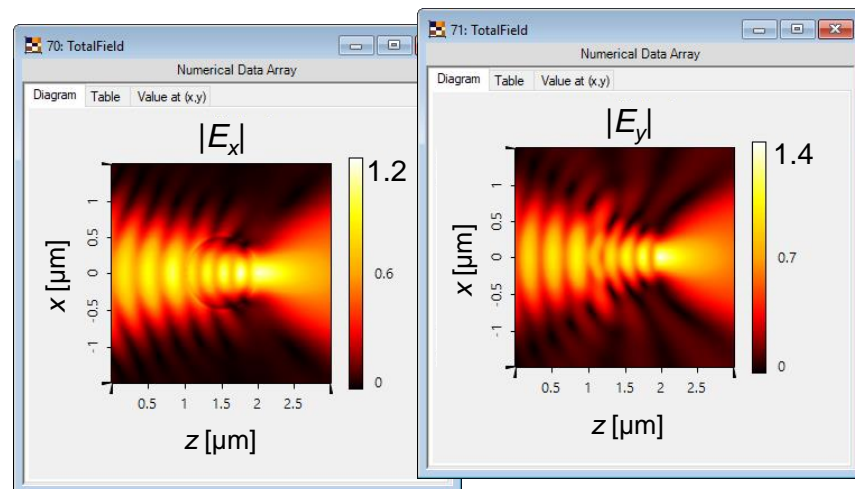 70: TotalField
Numerical Data Array
Diagram Table Value at (x,y)
|Ex|
1.2
0.6
0
x [µm]
1
0.5
0
-0.5
-1
0.5 1 1.5 2 2.5
z [µm]
71: TotalField
Numerical Data Array
Diagram Table Value at (x,y)
|Ey|
1.4
0.7
0
x [µm]
1
0.5
0
-0.5
-1
0.5 1 1.5 2 2.5
z [µm]